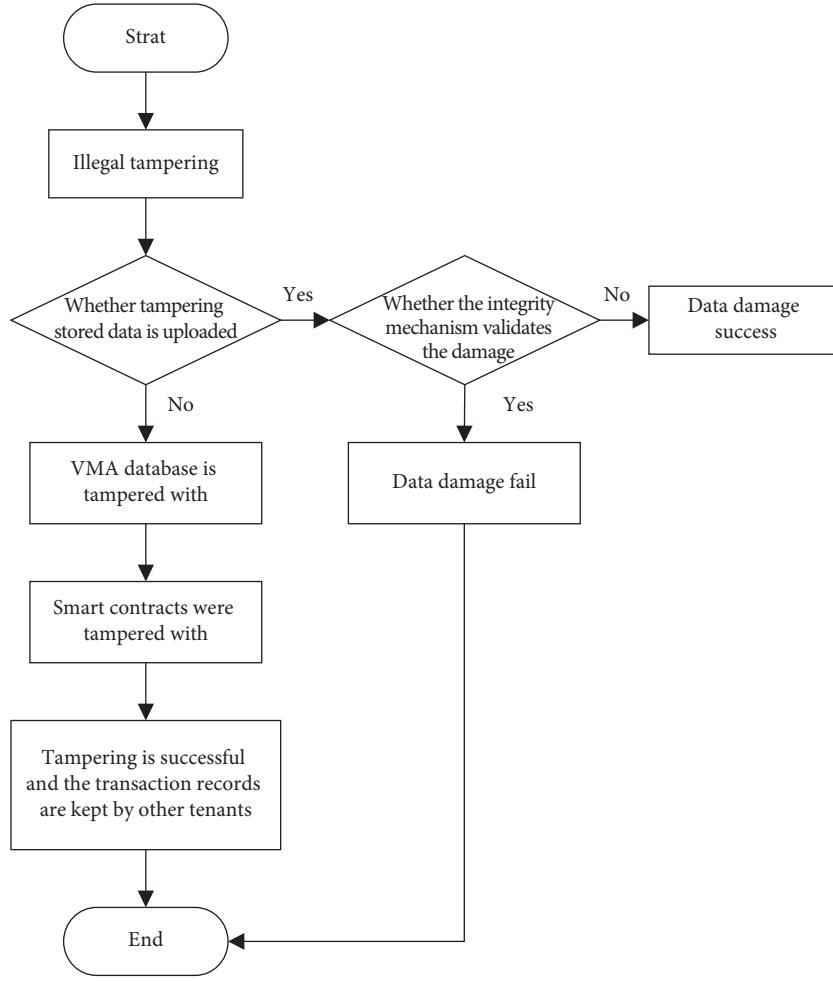 Strat
Illegal tampering
Whether tampering
stored data is uploaded
Yes
Whether the integrity
mechanism validates
the damage
No
Data damage
success
No
Yes
VMA database is
tampered with
Data damage fail
Smart contracts were
tampered with
Tampering is successful
and the transaction records
are kept by other tenants
End